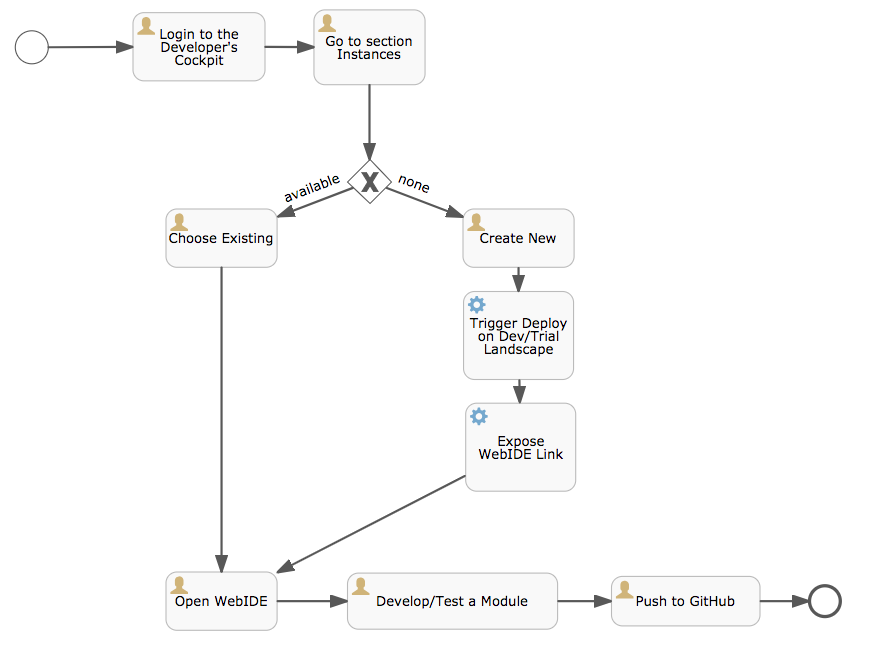 Login to the
Developer's
Cockpit
Go to section
Instances
available
none
Choose Existing
Create New
Trigger Deploy
on Dev/Trial
Landscape
Expose
WebIDE Link
Open WebIDE
Develop/Test a Module
Push to GitHub